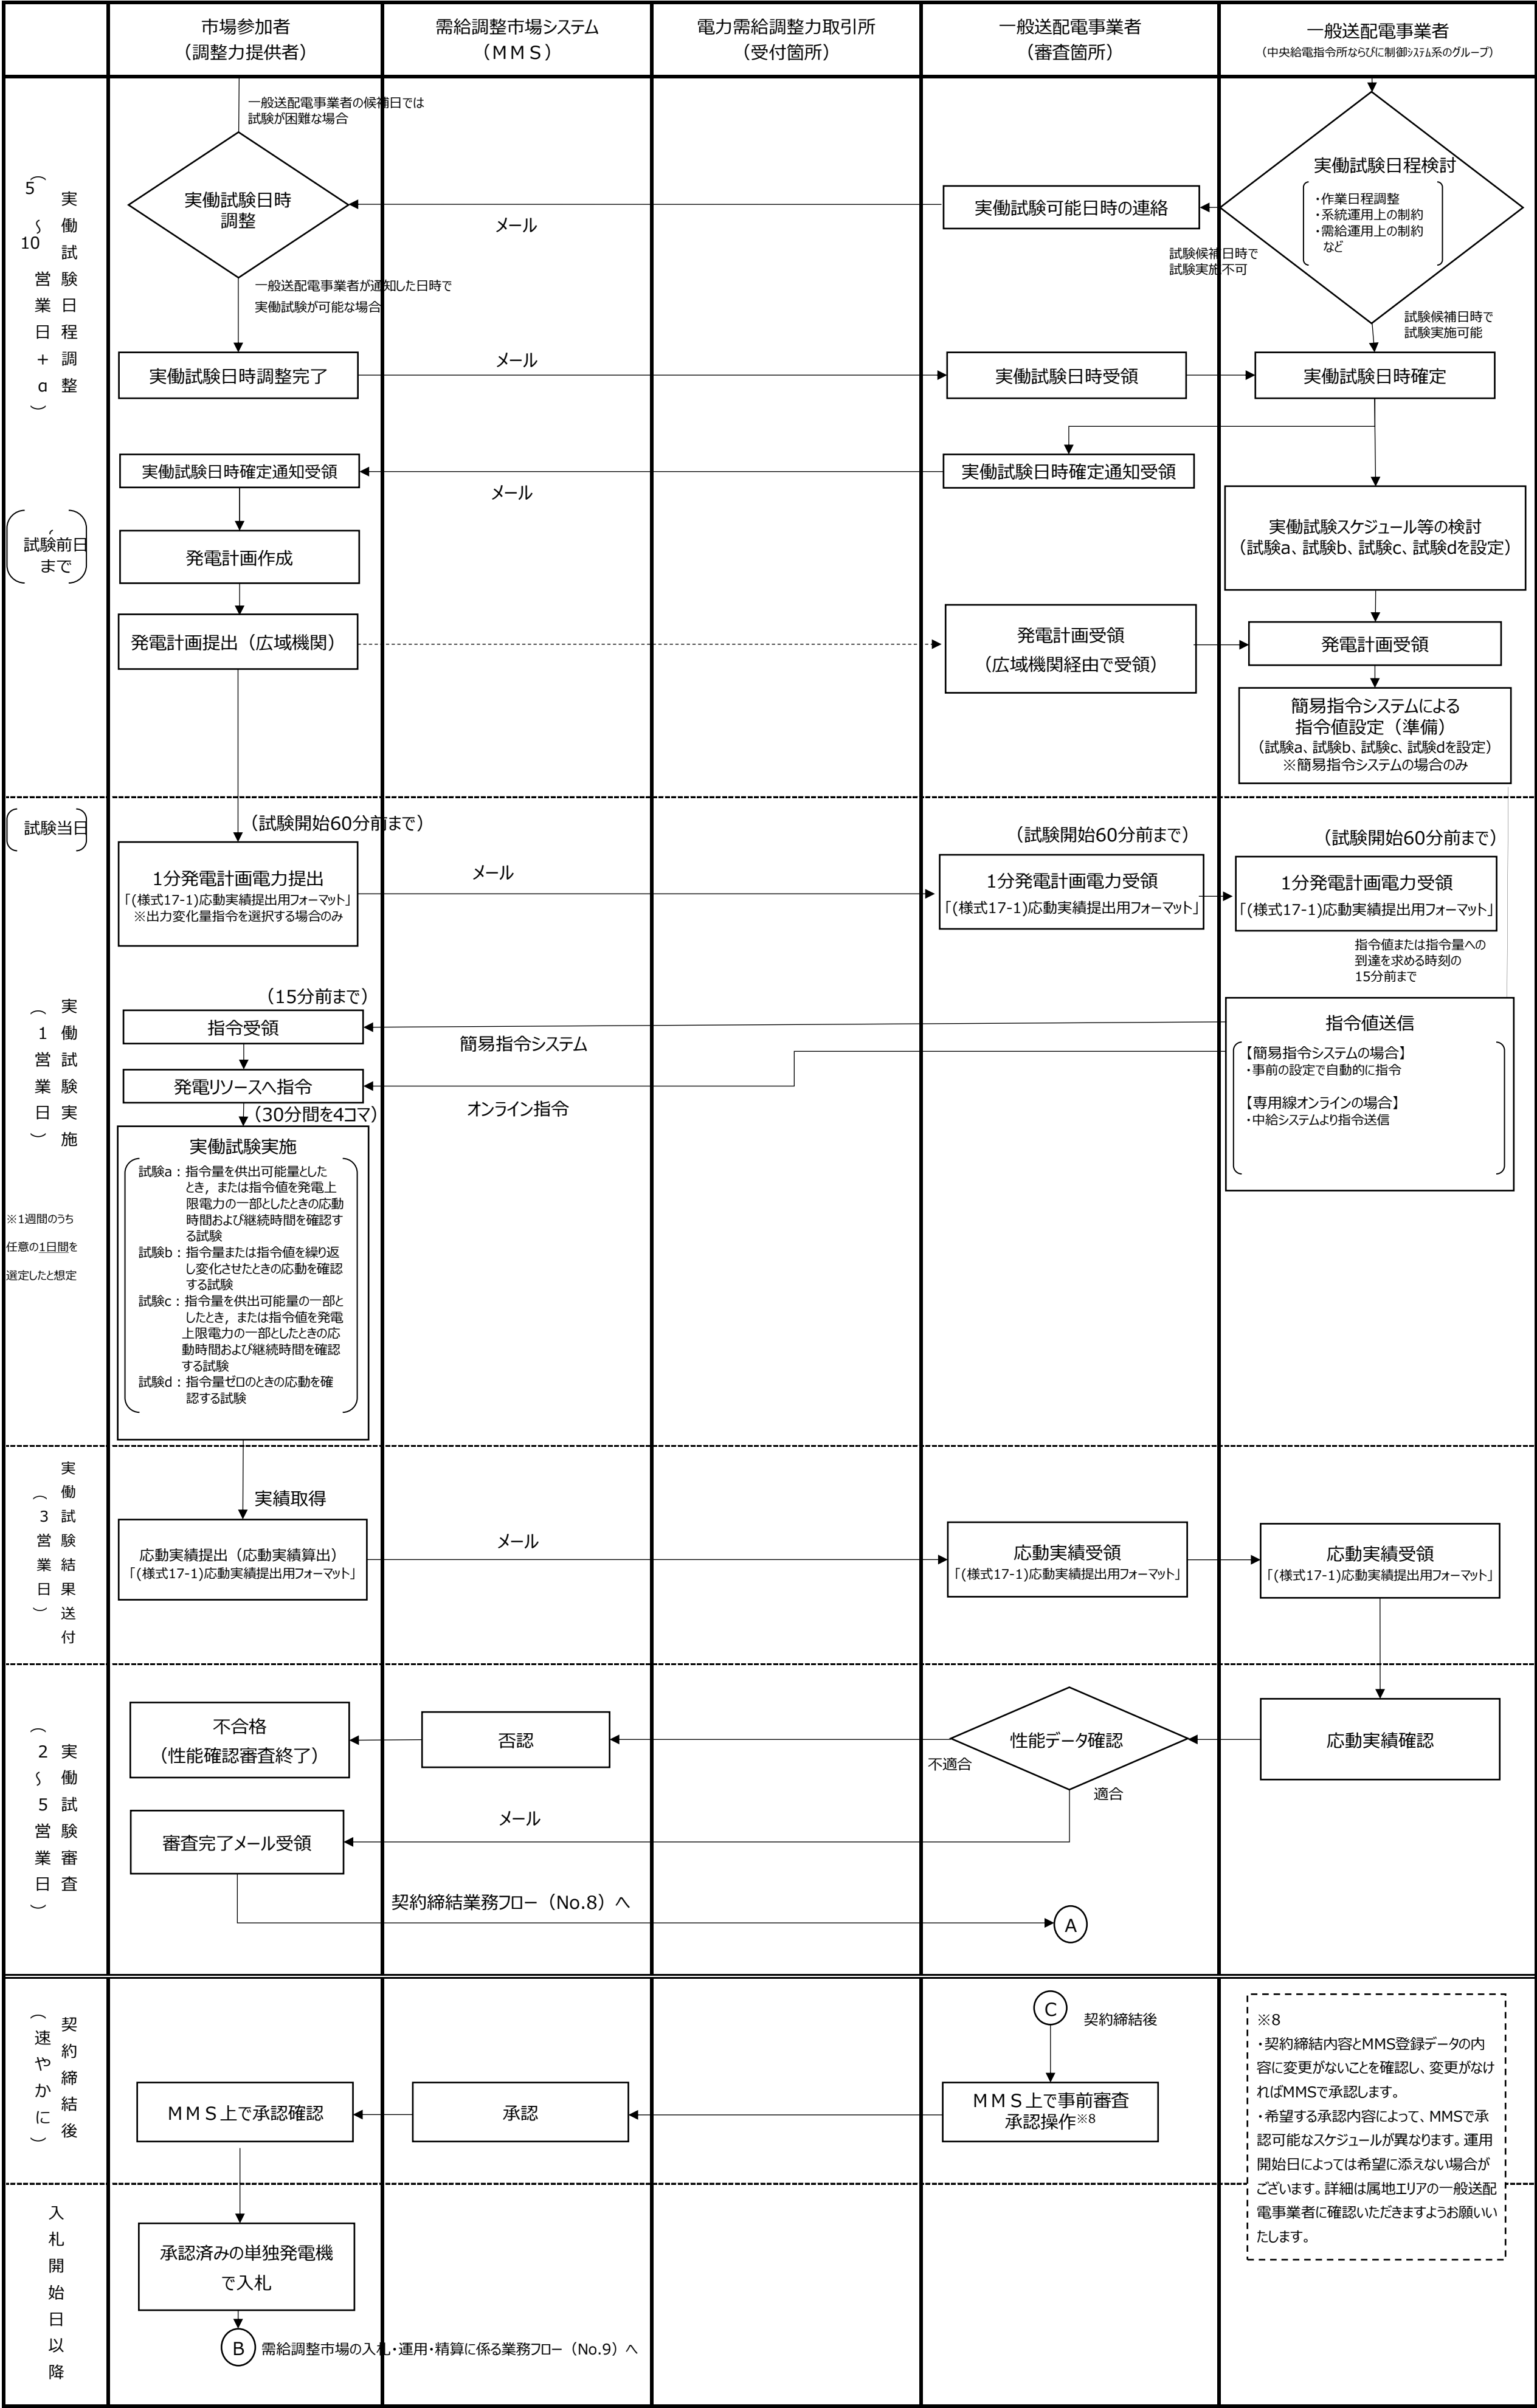 市場参加者
（調整力提供者）
需給調整市場システム
（ＭＭＳ）
電力需給調整力取引所
（受付箇所）
一般送配電事業者
（審査箇所）
一般送配電事業者
（中央給電指令所ならびに制御システム系のグループ）
実働試験日程調整
（5～10営業日+α）
一般送配電事業者の候補日では
試験が困難な場合
実働試験日時
調整
メール
実働試験可能日時の連絡
実働試験日程検討
・作業日程調整
・系統運用上の制約
・需給運用上の制約
など
試験候補日時で
試験実施不可
一般送配電事業者が通知した日時で
実働試験が可能な場合
試験候補日時で
試験実施可能
実働試験日時調整完了
メール
実働試験日時受領
実働試験日時確定
実働試験日時確定通知受領
メール
実働試験日時確定通知受領
試験前日
まで
発電計画作成
実働試験スケジュール等の検討
（試験a、試験b、試験c、試験dを設定）
発電計画提出（広域機関）
発電計画受領
（広域機関経由で受領）
発電計画受領
簡易指令システムによる
指令値設定（準備）
（試験a、試験b、試験c、試験dを設定）
※簡易指令システムの場合のみ
試験当日
（試験開始60分前まで）
（試験開始60分前まで）
（試験開始60分前まで）
1分発電計画電力提出
「(様式17-1)応動実績提出用フォーマット」
※出力変化量指令を選択する場合のみ
メール
1分発電計画電力受領
「(様式17-1)応動実績提出用フォーマット」
1分発電計画電力受領
「(様式17-1)応動実績提出用フォーマット」
指令値または指令量への
到達を求める時刻の
15分前まで
実働試験実施
（1営業日）
※1週間のうち
任意の1日間を
選定したと想定
（15分前まで）
指令受領
簡易指令システム
指令値送信
【簡易指令システムの場合】
・事前の設定で自動的に指令
【専用線オンラインの場合】
・中給システムより指令送信
発電リソースへ指令
オンライン指令
（30分間を4コマ）
実働試験実施
試験a：指令量を供出可能量とした
とき，または指令値を発電上
限電力の一部としたときの応動
時間および継続時間を確認す
る試験
試験b：指令量または指令値を繰り返
し変化させたときの応動を確認
する試験
試験c：指令量を供出可能量の一部と
したとき，または指令値を発電
上限電力の一部としたときの応
動時間および継続時間を確認
する試験
試験d：指令量ゼロのときの応動を確
認する試験
実働試験結果送付
（3営業日）
実績取得
応動実績提出（応動実績算出）
「(様式17-1)応動実績提出用フォーマット」
メール
応動実績受領
「(様式17-1)応動実績提出用フォーマット」
応動実績受領
「(様式17-1)応動実績提出用フォーマット」
実働試験審査
（2～5営業日）
不合格
（性能確認審査終了）
否認
不適合
性能データ確認
適合
応動実績確認
審査完了メール受領
メール
契約締結業務フロー（No.8）へ
A
契約締結後
（速やかに）
C
契約締結後
ＭＭＳ上で承認確認
承認
ＭＭＳ上で事前審査
承認操作※8
※8
・契約締結内容とMMS登録データの内
容に変更がないことを確認し、変更がなけ
ればMMSで承認します。
・希望する承認内容によって、MMSで承
認可能なスケジュールが異なります。運用
開始日によっては希望に添えない場合が
ございます。詳細は属地エリアの一般送配
電事業者に確認いただきますようお願いい
たします。
入札開始日以降
承認済みの単独発電機
で入札
B
需給調整市場の入札・運用・精算に係る業務フロー（No.9）へ